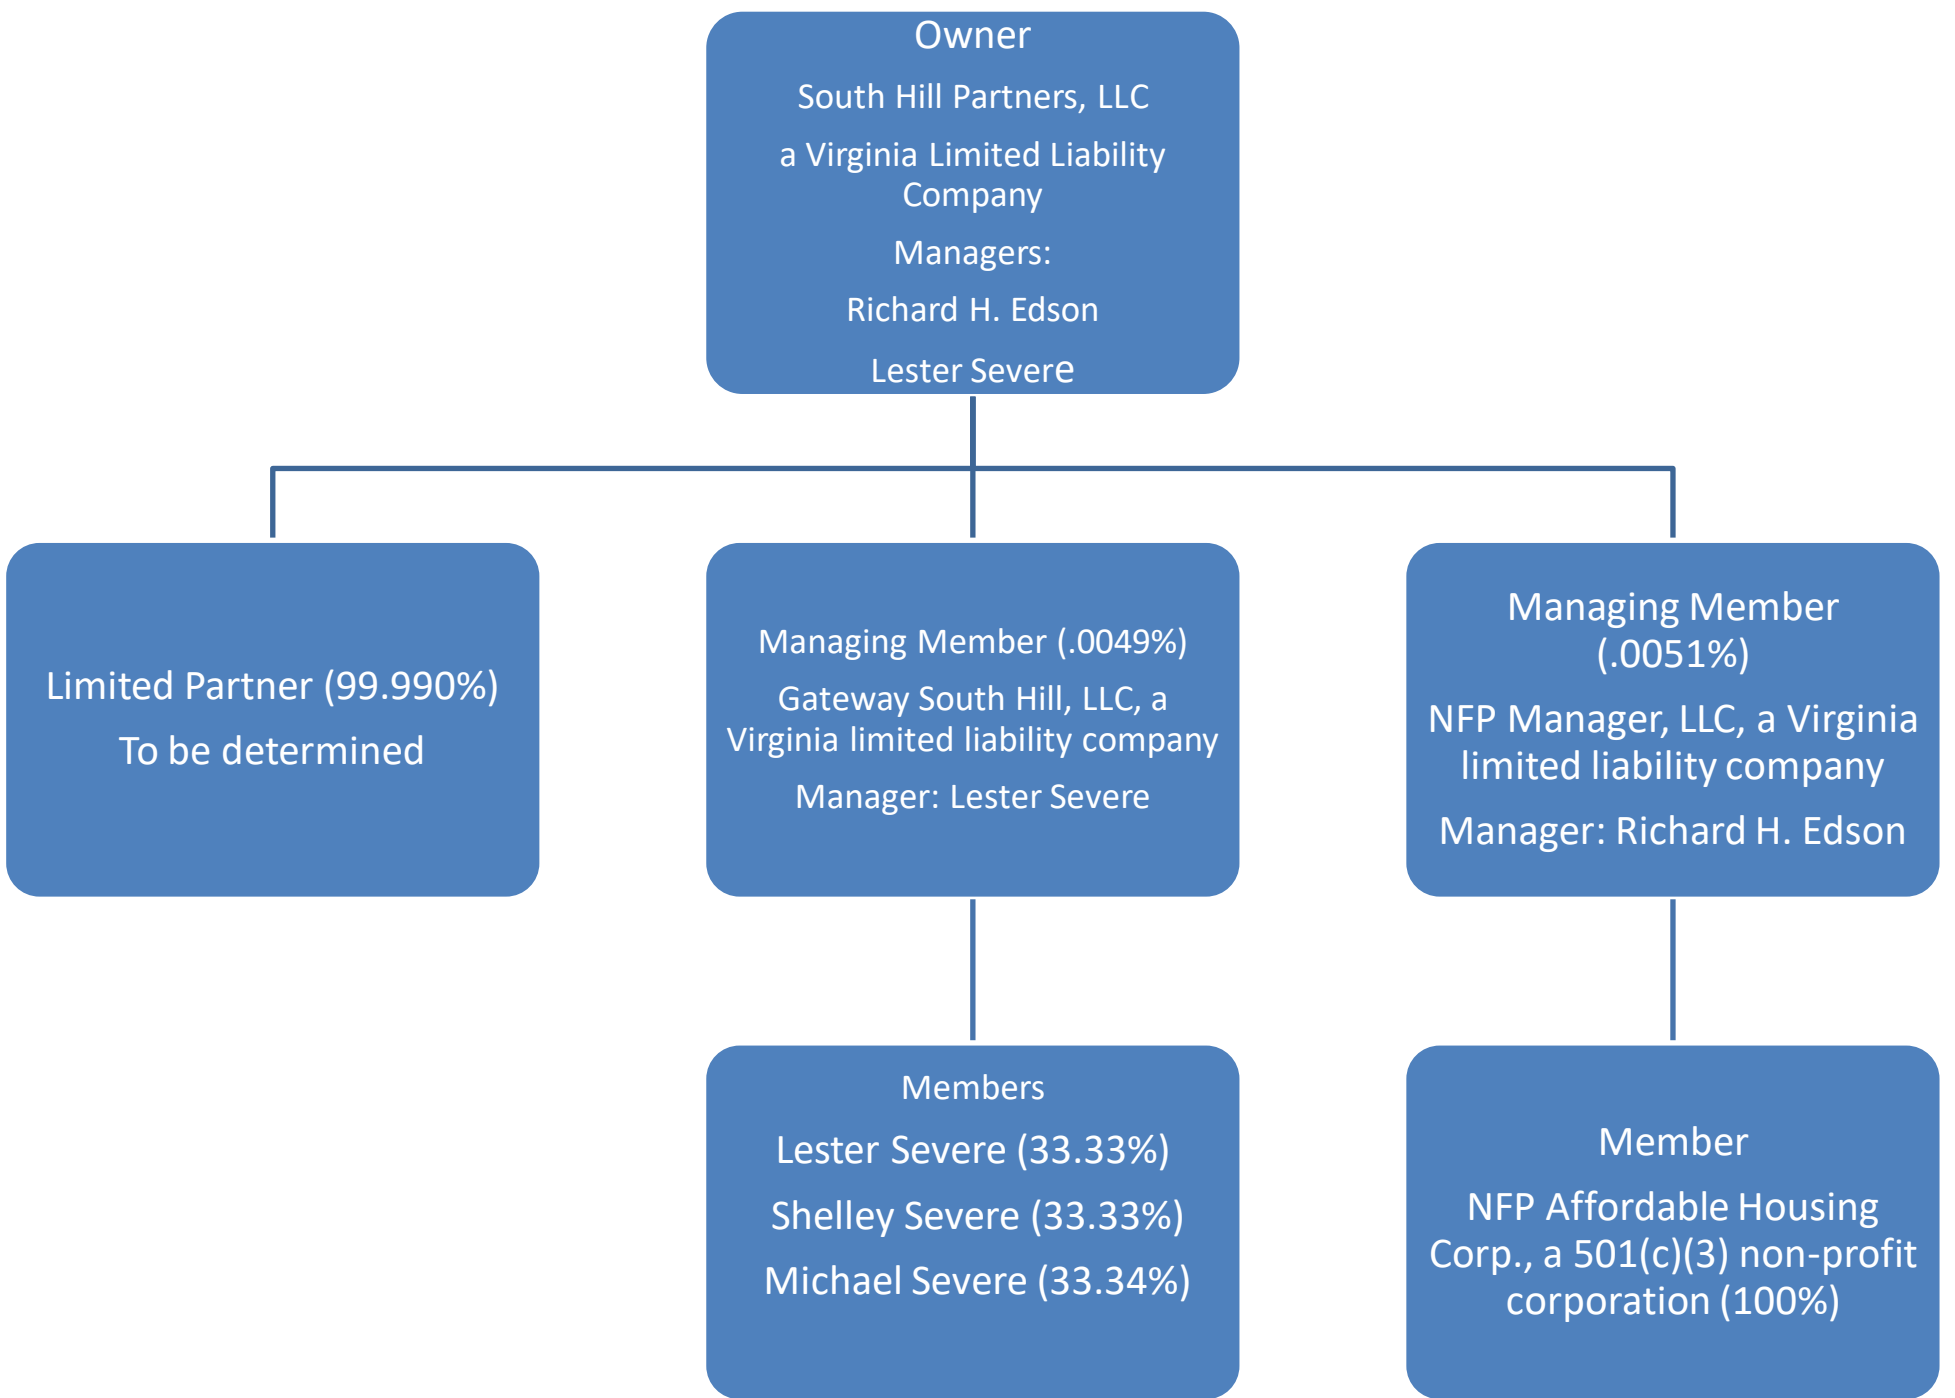 Owner
South Hill Partners, LLC
a Virginia Limited Liability
Company
Managers:
Richard H. Edson
Lester Severe
Limited Partner (99.990%)
To be determined
Managing Member (.0049%)
Gateway South Hill, LLC, a
Virginia limited liability company
Manager: Lester Severe
Managing Member
(.0051%)
NFP Manager, LLC, a Virginia
limited liability company
Manager: Richard H. Edson
Members
Lester Severe (33.33%)
Shelley Severe (33.33%)
Michael Severe (33.34%)
Member
NFP Affordable Housing
Corp., a 501(c)(3) non-profit
corporation (100%)